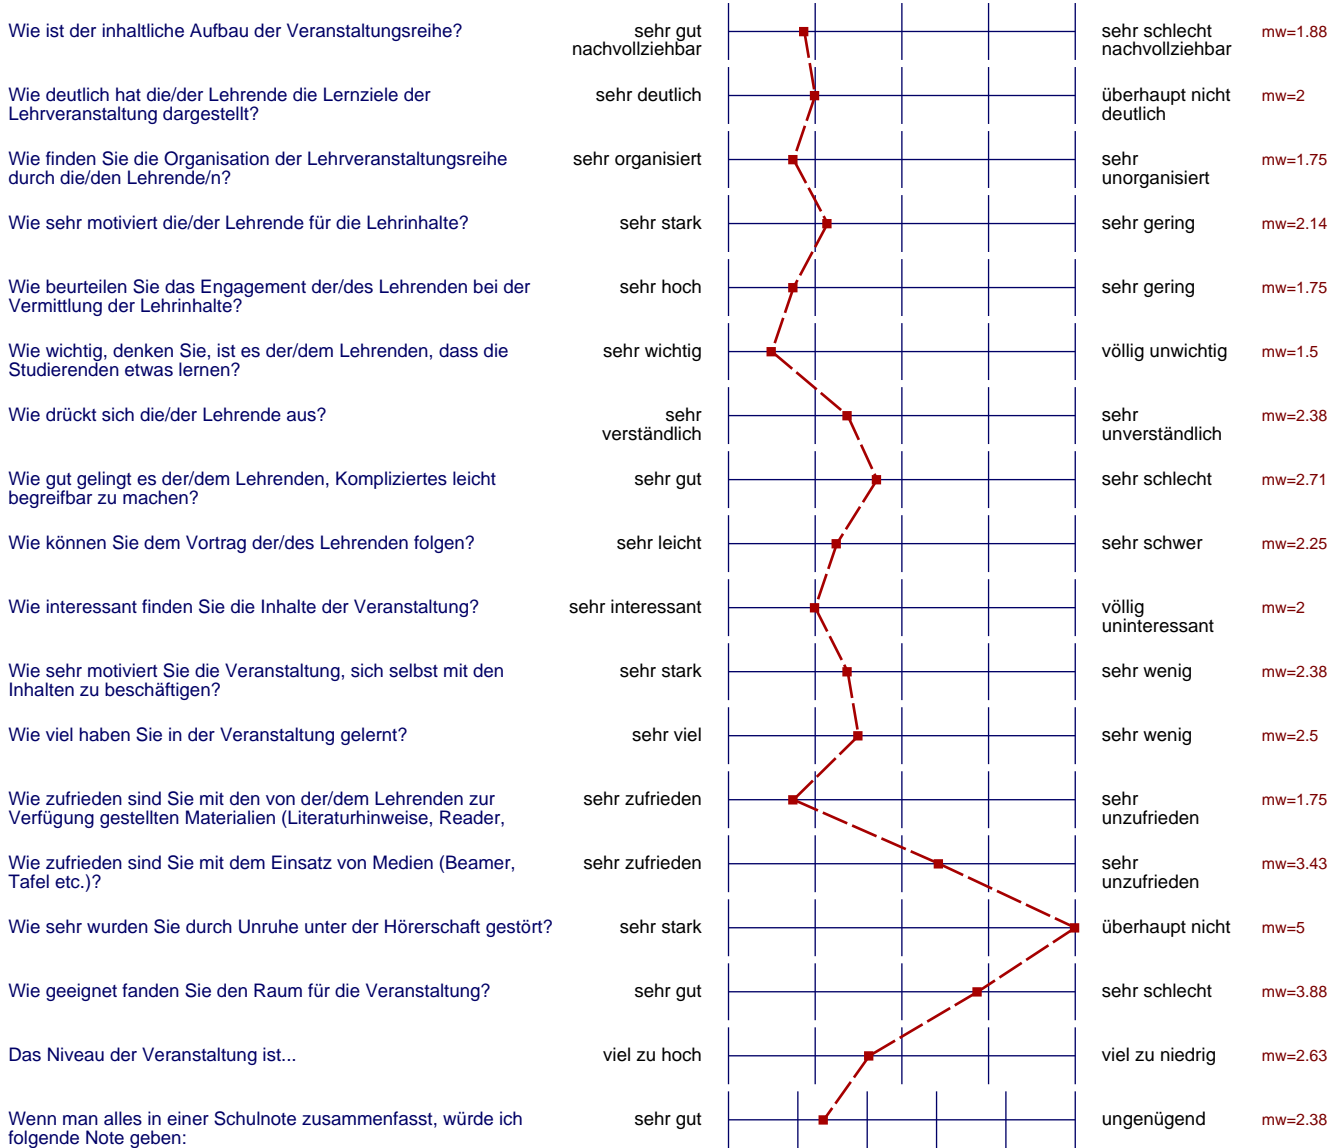 Wie ist der inhaltliche Aufbau der Veranstaltungsreihe? sehr gut sehr schlecht mw=1.88
nachvollziehbar nachvollziehbar
Wie deutlich hat die/der Lehrende die Lernziele der sehr deutlich überhaupt nicht mw=2
Lehrveranstaltung dargestellt? deutlich
Wie finden Sie die Organisation der Lehrveranstaltungsreihe sehr organisiert sehr mw=1.75
durch die/den Lehrende/n? unorganisiert
Wie sehr motiviert die/der Lehrende für die Lehrinhalte? sehr stark sehr gering mw=2.14
Wie beurteilen Sie das Engagement der/des Lehrenden bei der sehr hoch sehr gering mw=1.75
Vermittlung der Lehrinhalte?
Wie wichtig, denken Sie, ist es der/dem Lehrenden, dass die sehr wichtig völlig unwichtig mw=1.5
Studierenden etwas lernen?
Wie drückt sich die/der Lehrende aus? sehr sehr mw=2.38
verständlich unverständlich
Wie gut gelingt es der/dem Lehrenden, Kompliziertes leicht sehr gut sehr schlecht mw=2.71
begreifbar zu machen?
Wie können Sie dem Vortrag der/des Lehrenden folgen? sehr leicht sehr schwer mw=2.25
Wie interessant finden Sie die Inhalte der Veranstaltung? sehr interessant völlig mw=2
uninteressant
Wie sehr motiviert Sie die Veranstaltung, sich selbst mit den sehr stark sehr wenig mw=2.38
Inhalten zu beschäftigen?
Wie viel haben Sie in der Veranstaltung gelernt? sehr viel sehr wenig mw=2.5
Wie zufrieden sind Sie mit den von der/dem Lehrenden zur sehr zufrieden sehr mw=1.75
Verfügung gestellten Materialien (Literaturhinweise, Reader, unzufrieden
Wie zufrieden sind Sie mit dem Einsatz von Medien (Beamer, sehr zufrieden sehr mw=3.43
Tafel etc.)? unzufrieden
Wie sehr wurden Sie durch Unruhe unter der Hörerschaft gestört? sehr stark überhaupt nicht mw=5
Wie geeignet fanden Sie den Raum für die Veranstaltung? sehr gut sehr schlecht mw=3.88
Das Niveau der Veranstaltung ist... viel zu hoch viel zu niedrig mw=2.63
Wenn man alles in einer Schulnote zusammenfasst, würde ich sehr gut ungenügend mw=2.38
folgende Note geben: